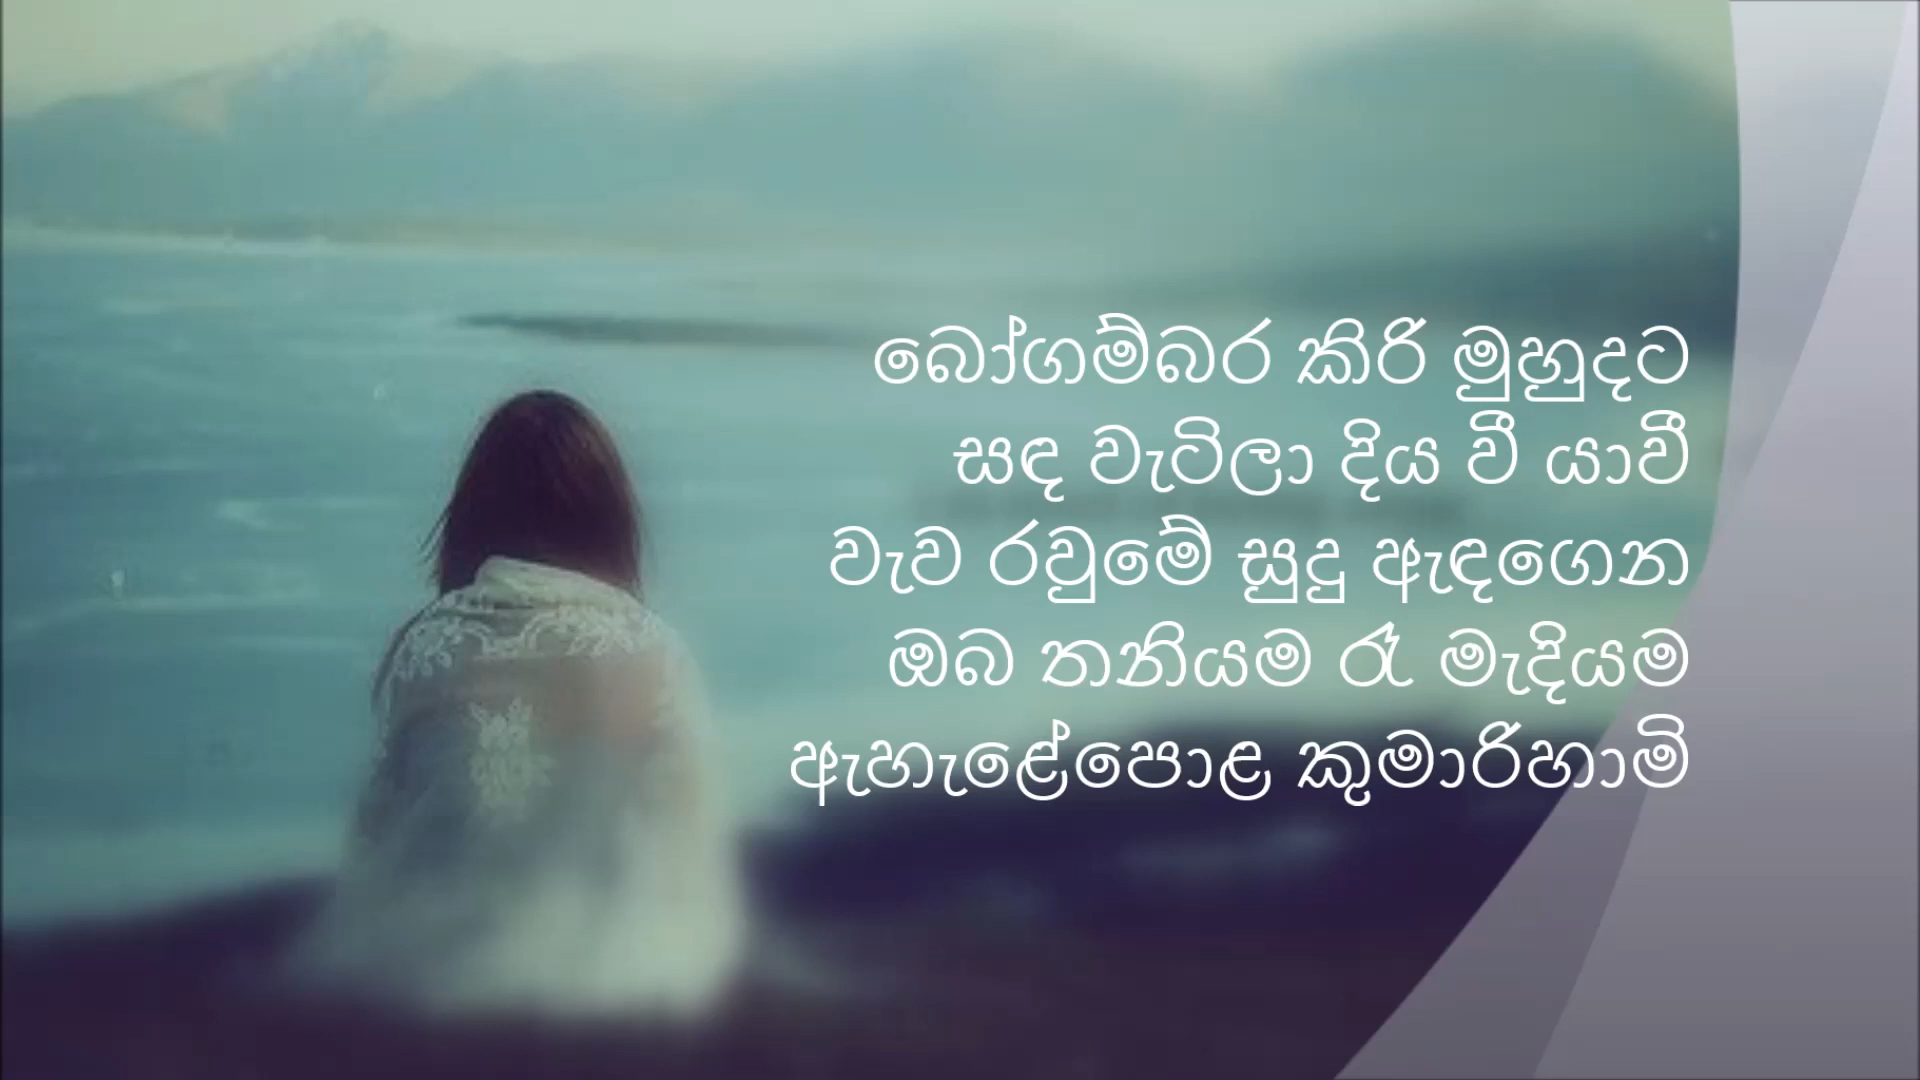 බෝගම්බර කිරි මුහුදට
සඳ වැටිලා දිය වී යාවී
වැව රවුමේ සුදු ඇඳගෙන
ඔබ තනියම රෑ මැදියම
ඇහැළේපොළ කුමාරිහාමි